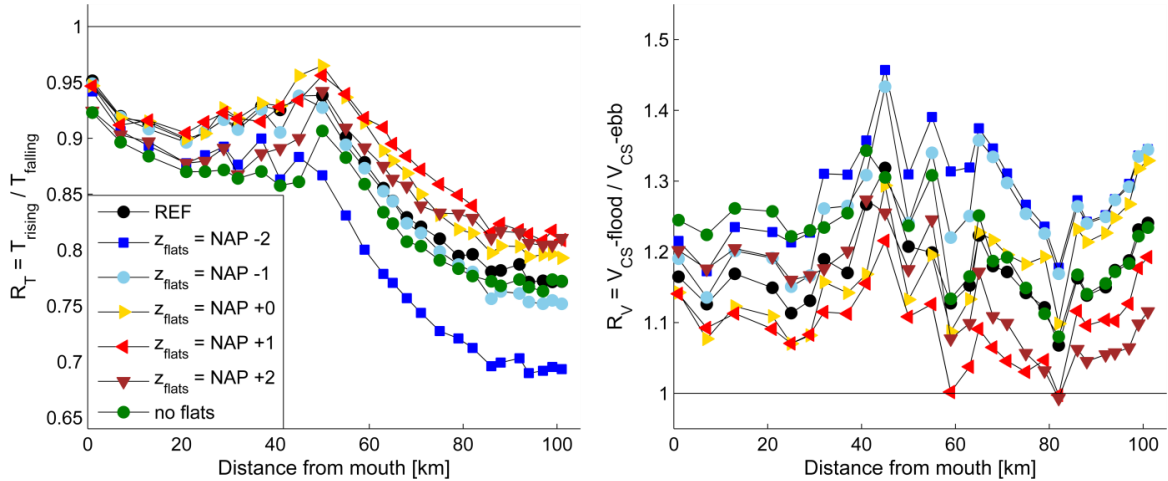 1
0.95
0.9
0.85
0.8
0.75
0.7
0.65
R_T = T_rising / T_falling
REF
z_flats = NAP -2
z_flats = NAP -1
z_flats = NAP +0
z_flats = NAP +1
z_flats = NAP +2
no flats
0 20 40 60 80 100
Distance from mouth [km]
1.5
1.4
1.3
1.2
1.1
1
R_V = V_CS-flood / V_CS-ebb
0 20 40 60 80 100
Distance from mouth [km]